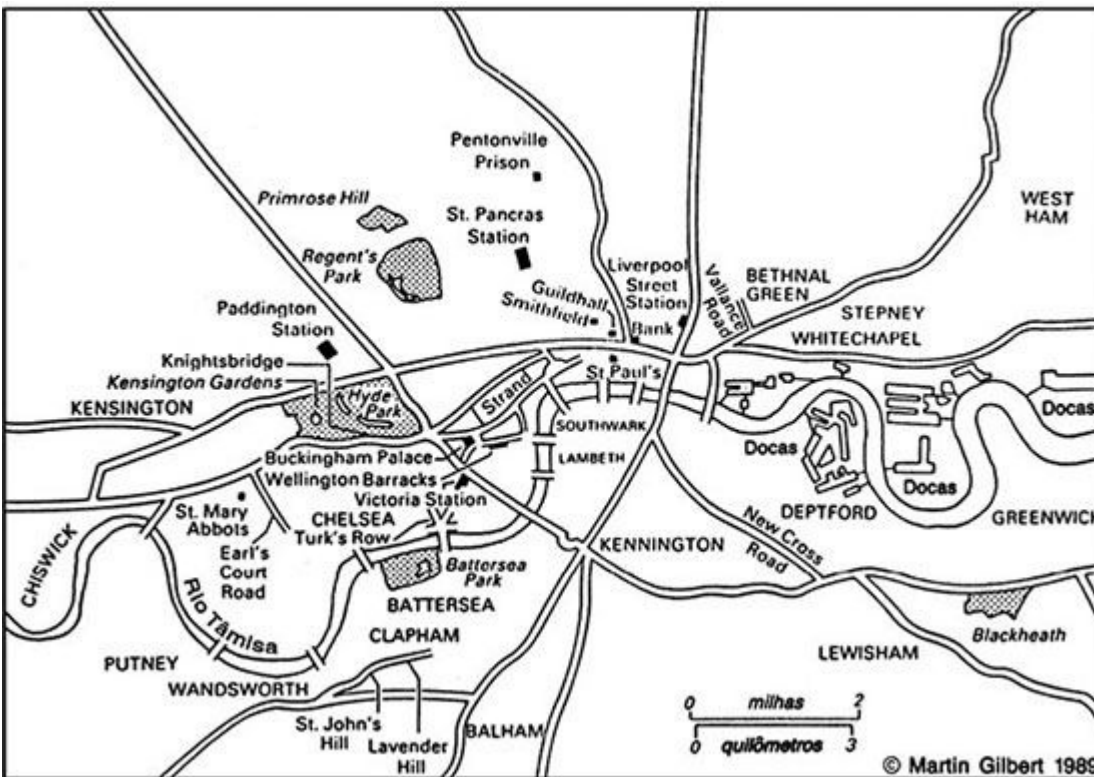 Pentonville
Prison
Primrose Hill
St. Pancras
Station
Regent's
Park
WEST
HAM
Liverpool
Street
Station
Guildhall
Smithfield
Bank
Vallance
Road
BETHNAL
GREEN
STEPNEY
WHITECHAPEL
Paddington
Station
Knightsbridge
Kensington Gardens
Hyde
Park
KENSINGTON
Strand
St Paul's
SOUTHWARK
LAMBETH
Buckingham Palace
Wellington Barracks
Victoria Station
CHELSEA
Turk's Row
St. Mary
Abbots
Earl's
Court
Road
Docas
Docas
Docas
DEPTFORD
GREENWICH
New Cross
Road
KENNINGTON
CHISWICK
Rio Tâmisa
Battersea
Park
BATTERSEA
CLAPHAM
PUTNEY
WANDSWORTH
St. John's
Hill
Lavender
Hill
BALHAM
LEWISHAM
Blackheath
0 milhas 2
0 quilômetros 3
© Martin Gilbert 1989